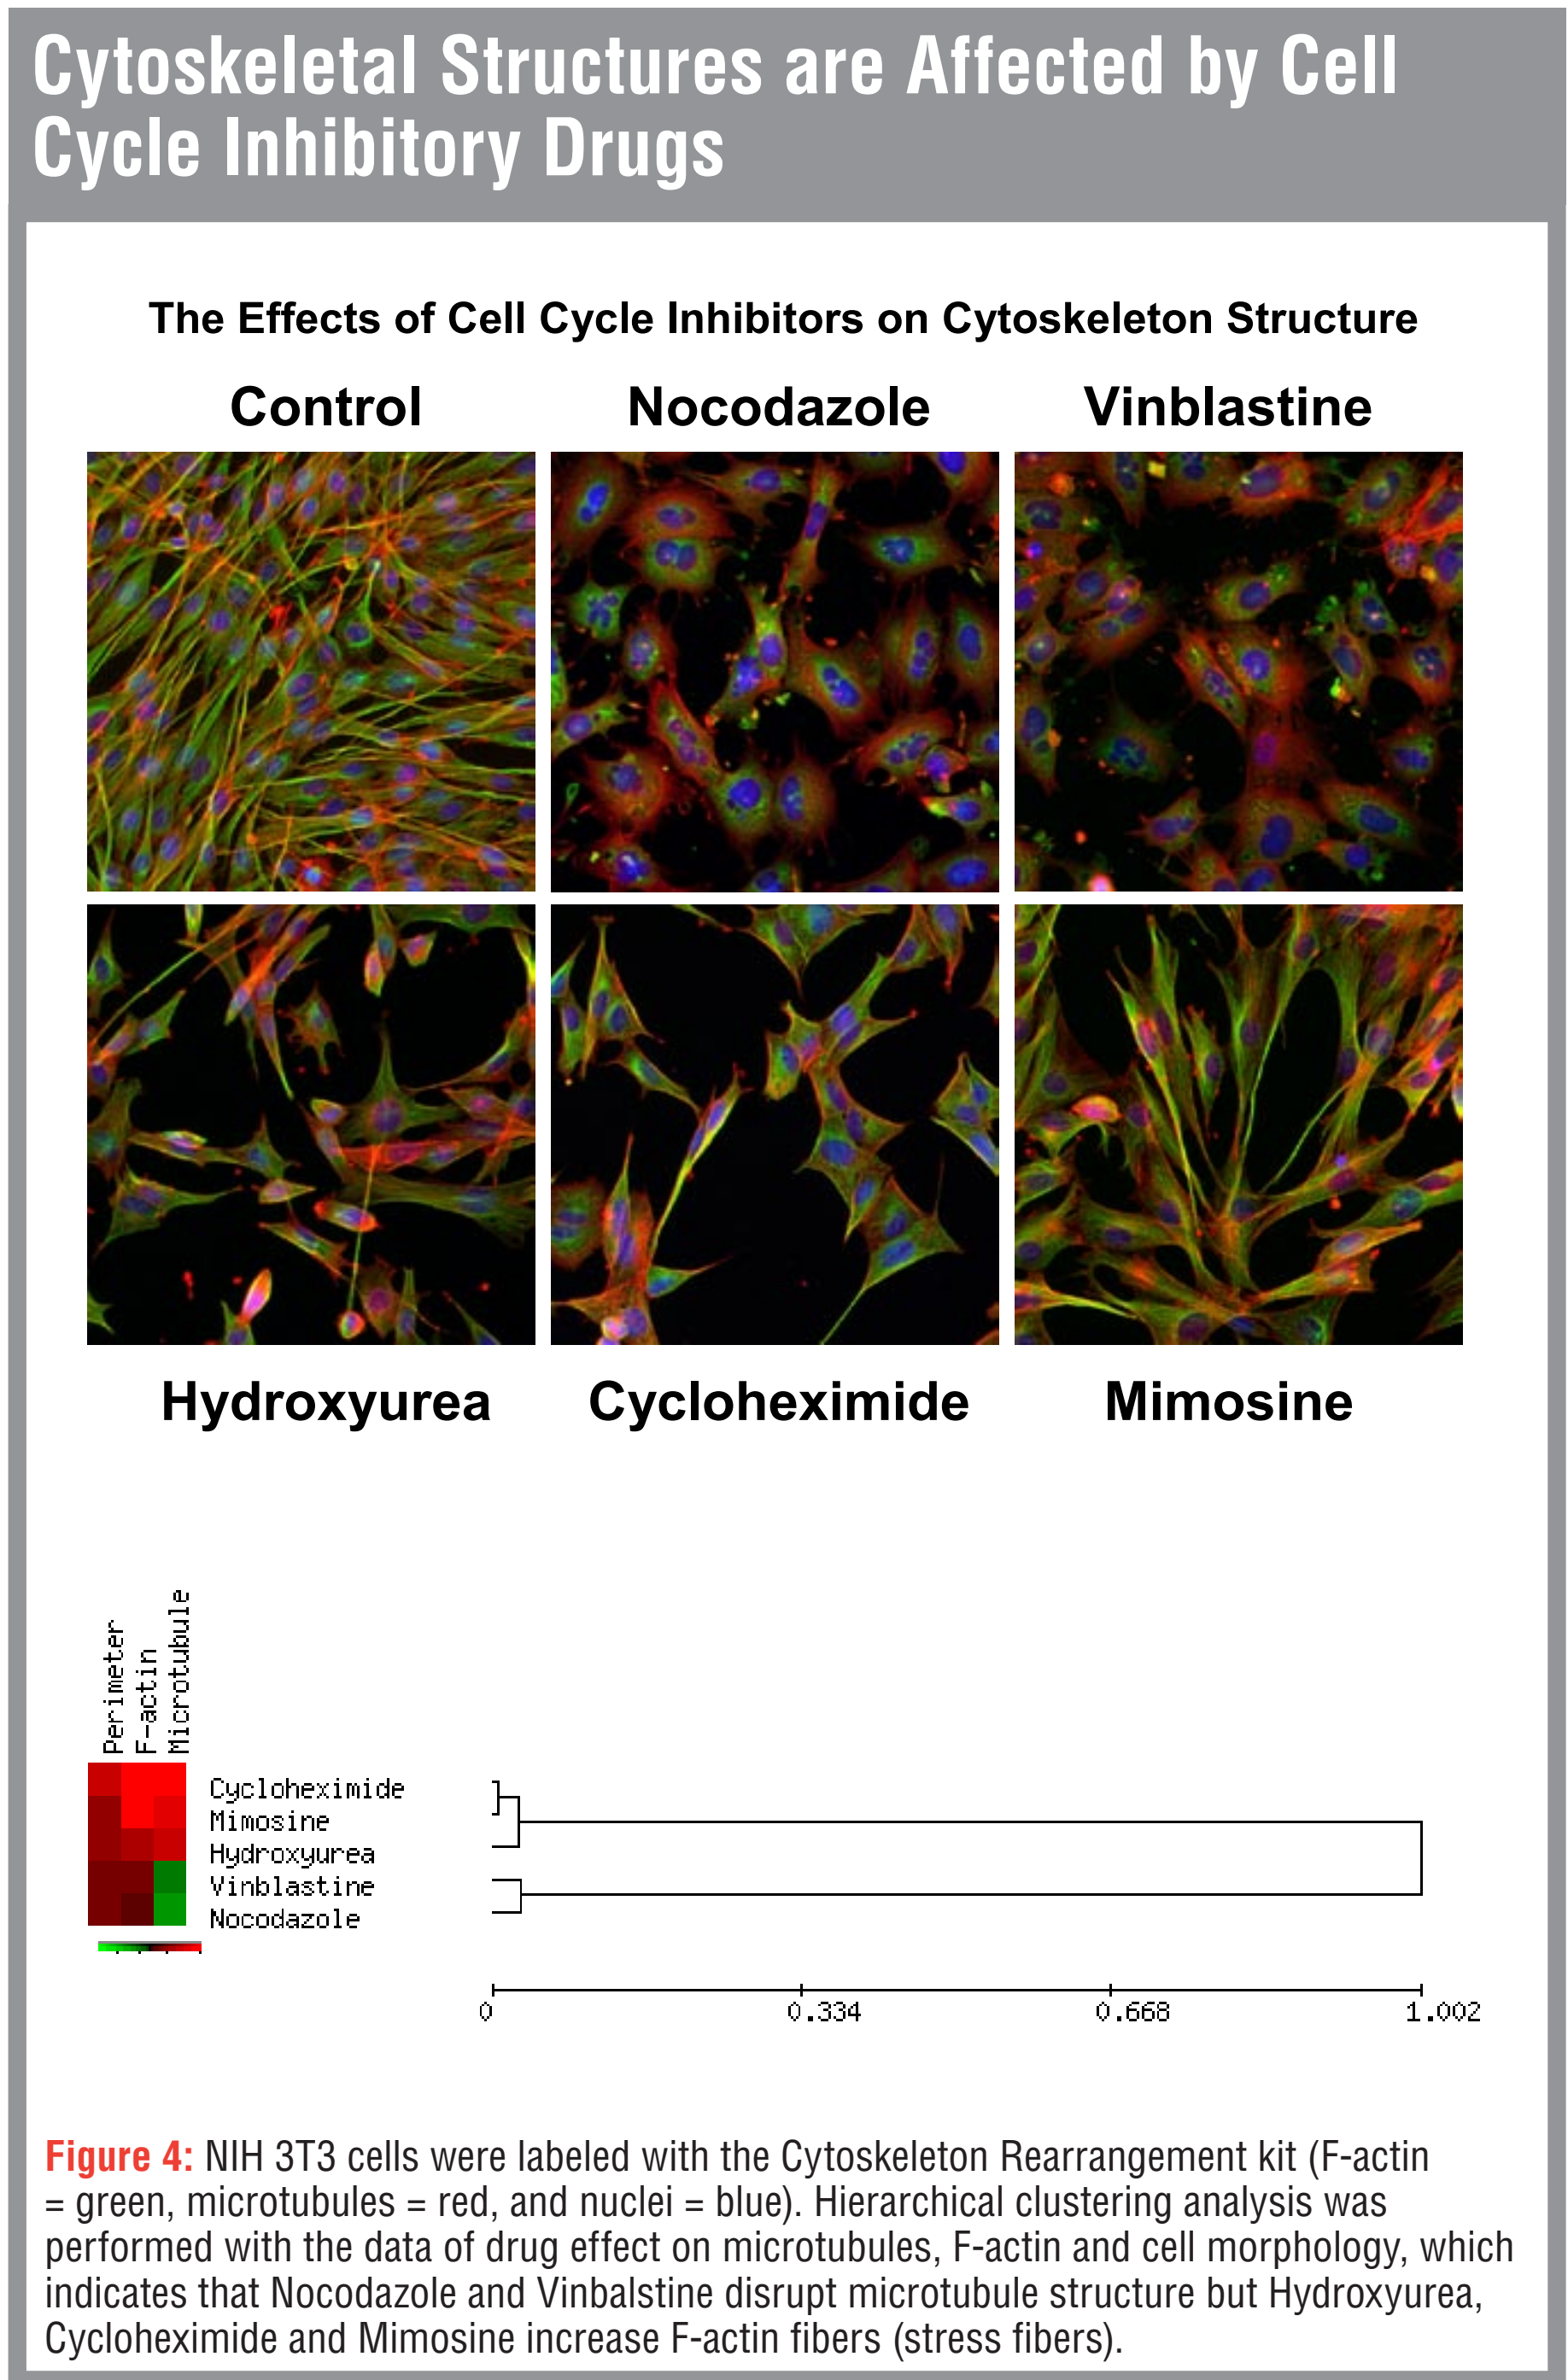 Cytoskeletal Structures are Affected by Cell
Cycle Inhibitory Drugs
The Effects of Cell Cycle Inhibitors on Cytoskeleton Structure
Control
Nocodazole
Vinblastine
Hydroxyurea
Cycloheximide
Mimosine
Perimeter
F-actin
Microtubule
Cycloheximide
Mimosine
Hydroxyurea
Vinblastine
Nocodazole
0
0.334
0.668
1.002
Figure 4: NIH 3T3 cells were labeled with the Cytoskeleton Rearrangement kit (F-actin
= green, microtubules = red, and nuclei = blue). Hierarchical clustering analysis was
performed with the data of drug effect on microtubules, F-actin and cell morphology, which
indicates that Nocodazole and Vinbalstine disrupt microtubule structure but Hydroxyurea,
Cycloheximide and Mimosine increase F-actin fibers (stress fibers).